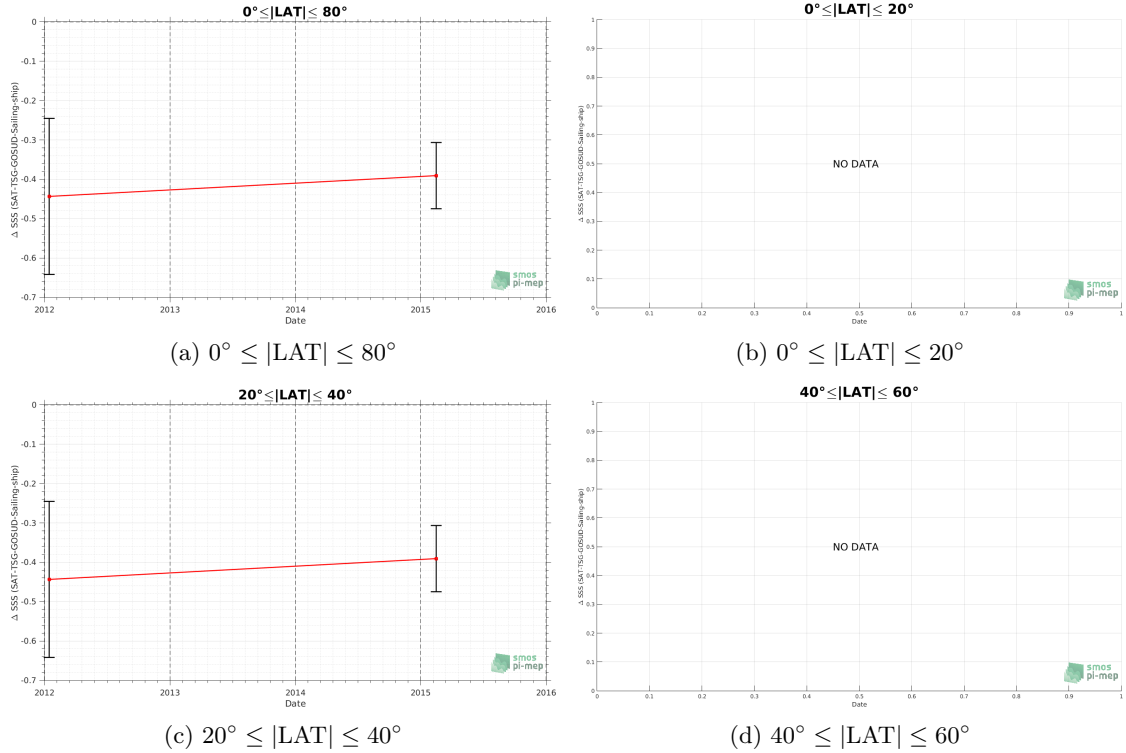 0°≤|LAT|≤ 80°
0
-0.1
-0.2
-0.3
-0.4
-0.5
-0.6
-0.7
Δ SSS (SAT-TSG-GOSUD-Sailing-ship)
2012 2013 2014 2015 2016
Date
smos
pi-mep
(a) 0° ≤ |LAT| ≤ 80°
0°≤|LAT|≤ 20°
1
0.9
0.8
0.7
0.6
0.5
0.4
0.3
0.2
0.1
0
Δ SSS (SAT-TSG-GOSUD-Sailing-ship)
NO DATA
0 0.1 0.2 0.3 0.4 0.5 0.6 0.7 0.8 0.9 1
Date
smos
pi-mep
(b) 0° ≤ |LAT| ≤ 20°
20°≤|LAT|≤ 40°
0
-0.1
-0.2
-0.3
-0.4
-0.5
-0.6
-0.7
Δ SSS (SAT-TSG-GOSUD-Sailing-ship)
2012 2013 2014 2015 2016
Date
smos
pi-mep
(c) 20° ≤ |LAT| ≤ 40°
40°≤|LAT|≤ 60°
1
0.9
0.8
0.7
0.6
0.5
0.4
0.3
0.2
0.1
0
Δ SSS (SAT-TSG-GOSUD-Sailing-ship)
NO DATA
0 0.1 0.2 0.3 0.4 0.5 0.6 0.7 0.8 0.9 1
Date
smos
pi-mep
(d) 40° ≤ |LAT| ≤ 60°